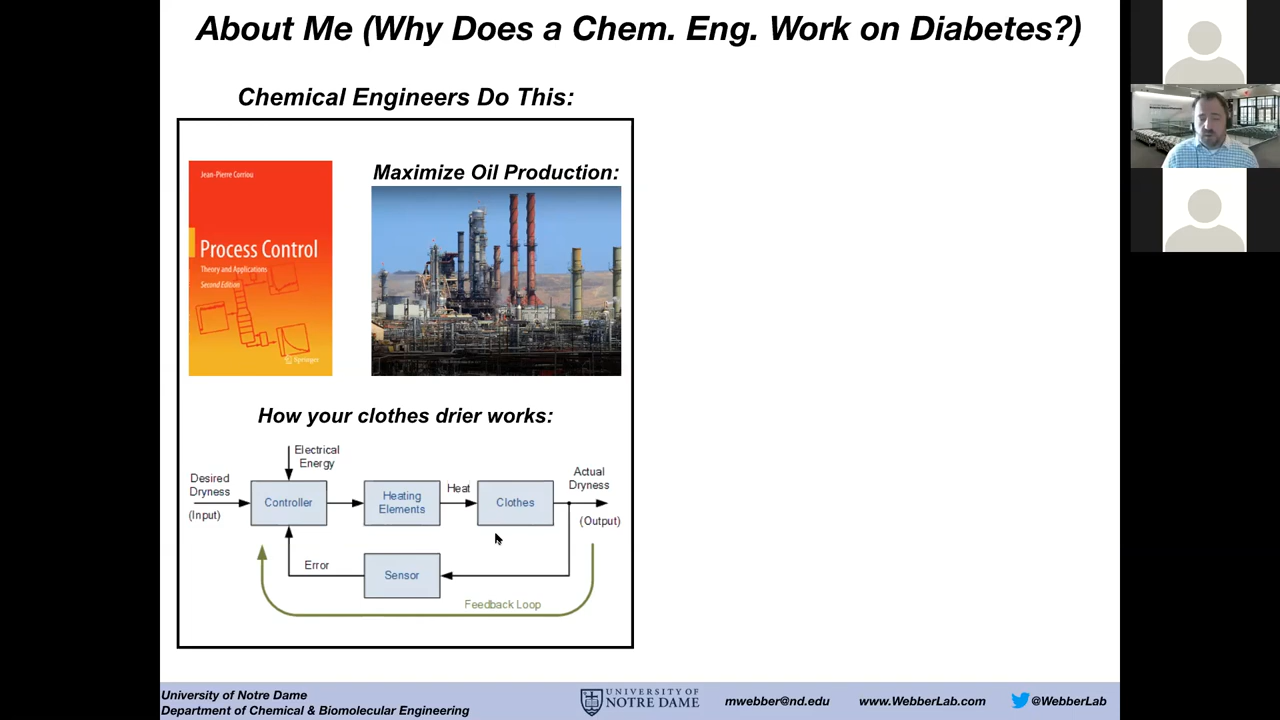 About Me (Why Does a Chem. Eng. Work on Diabetes?)
Chemical Engineers Do This:
Jean-Pierre Corriou
Process Control
Theory and Applications
Second Edition
Springer
Maximize Oil Production:
How your clothes drier works:
Electrical
Energy
Desired
Dryness
(Input)
Controller
Heating
Elements
Heat
Clothes
Actual
Dryness
(Output)
Error
Sensor
Feedback Loop
University of Notre Dame
Department of Chemical & Biomolecular Engineering
UNIVERSITY OF
NOTRE DAME
mwebber@nd.edu
www.WebberLab.com
@WebberLab